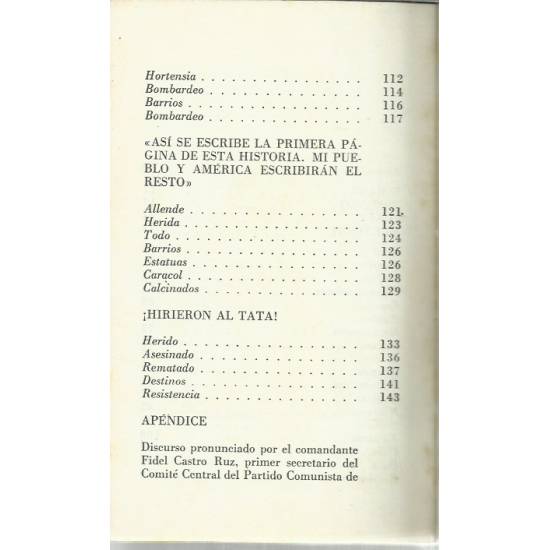 Hortensia . . . . . . . . . . . . . . . 112
Bombardeo . . . . . . . . . . . . . . 114
Barrios . . . . . . . . . . . . . . . . 116
Bombardeo . . . . . . . . . . . . . . 117
«ASÍ SE ESCRIBE LA PRIMERA PÁ-
GINA DE ESTA HISTORIA. MI PUE-
BLO Y AMÉRICA ESCRIBIRÁN EL
RESTO»
Allende . . . . . . . . . . . . . . . . 121
Herida . . . . . . . . . . . . . . . . 123
Todo . . . . . . . . . . . . . . . . . 124
Barrios . . . . . . . . . . . . . . . . 126
Estatuas . . . . . . . . . . . . . . . . 126
Caracol . . . . . . . . . . . . . . . . 128
Calcinados . . . . . . . . . . . . . . 129
¡HIRIERON AL TATA!
Herido . . . . . . . . . . . . . . . . 133
Asesinado . . . . . . . . . . . . . . . 136
Rematado . . . . . . . . . . . . . . . 137
Destinos . . . . . . . . . . . . . . . 141
Resistencia . . . . . . . . . . . . . . 143
APÉNDICE
Discurso pronunciado por el comandante
Fidel Castro Ruz, primer secretario del
Comité Central del Partido Comunista de